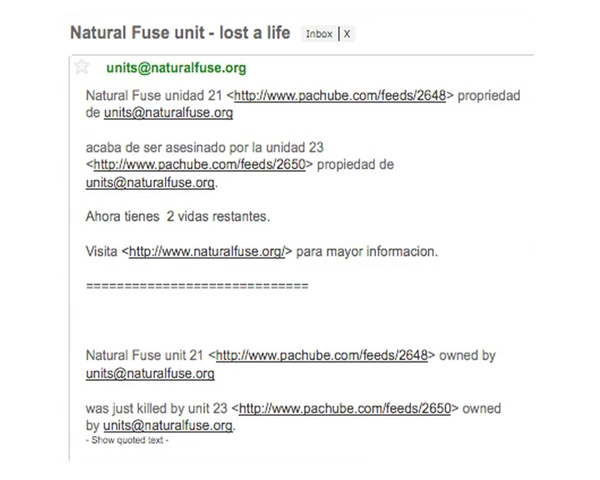 Natural Fuse unit - lost a life Inbox | X
units@naturalfuse.org
Natural Fuse unidad 21 <http://www.pachube.com/feeds/2648> propriedad
de units@naturalfuse.org
acaba de ser asesinado por la unidad 23
<http://www.pachube.com/feeds/2650> propiedad de
units@naturalfuse.org.
Ahora tienes 2 vidas restantes.
Visita <http://www.naturalfuse.org/> para mayor informacion.
=============================
Natural Fuse unit 21 <http://www.pachube.com/feeds/2648> owned by
units@naturalfuse.org
was just killed by unit 23 <http://www.pachube.com/feeds/2650> owned
by units@naturalfuse.org.
- Show quoted text -